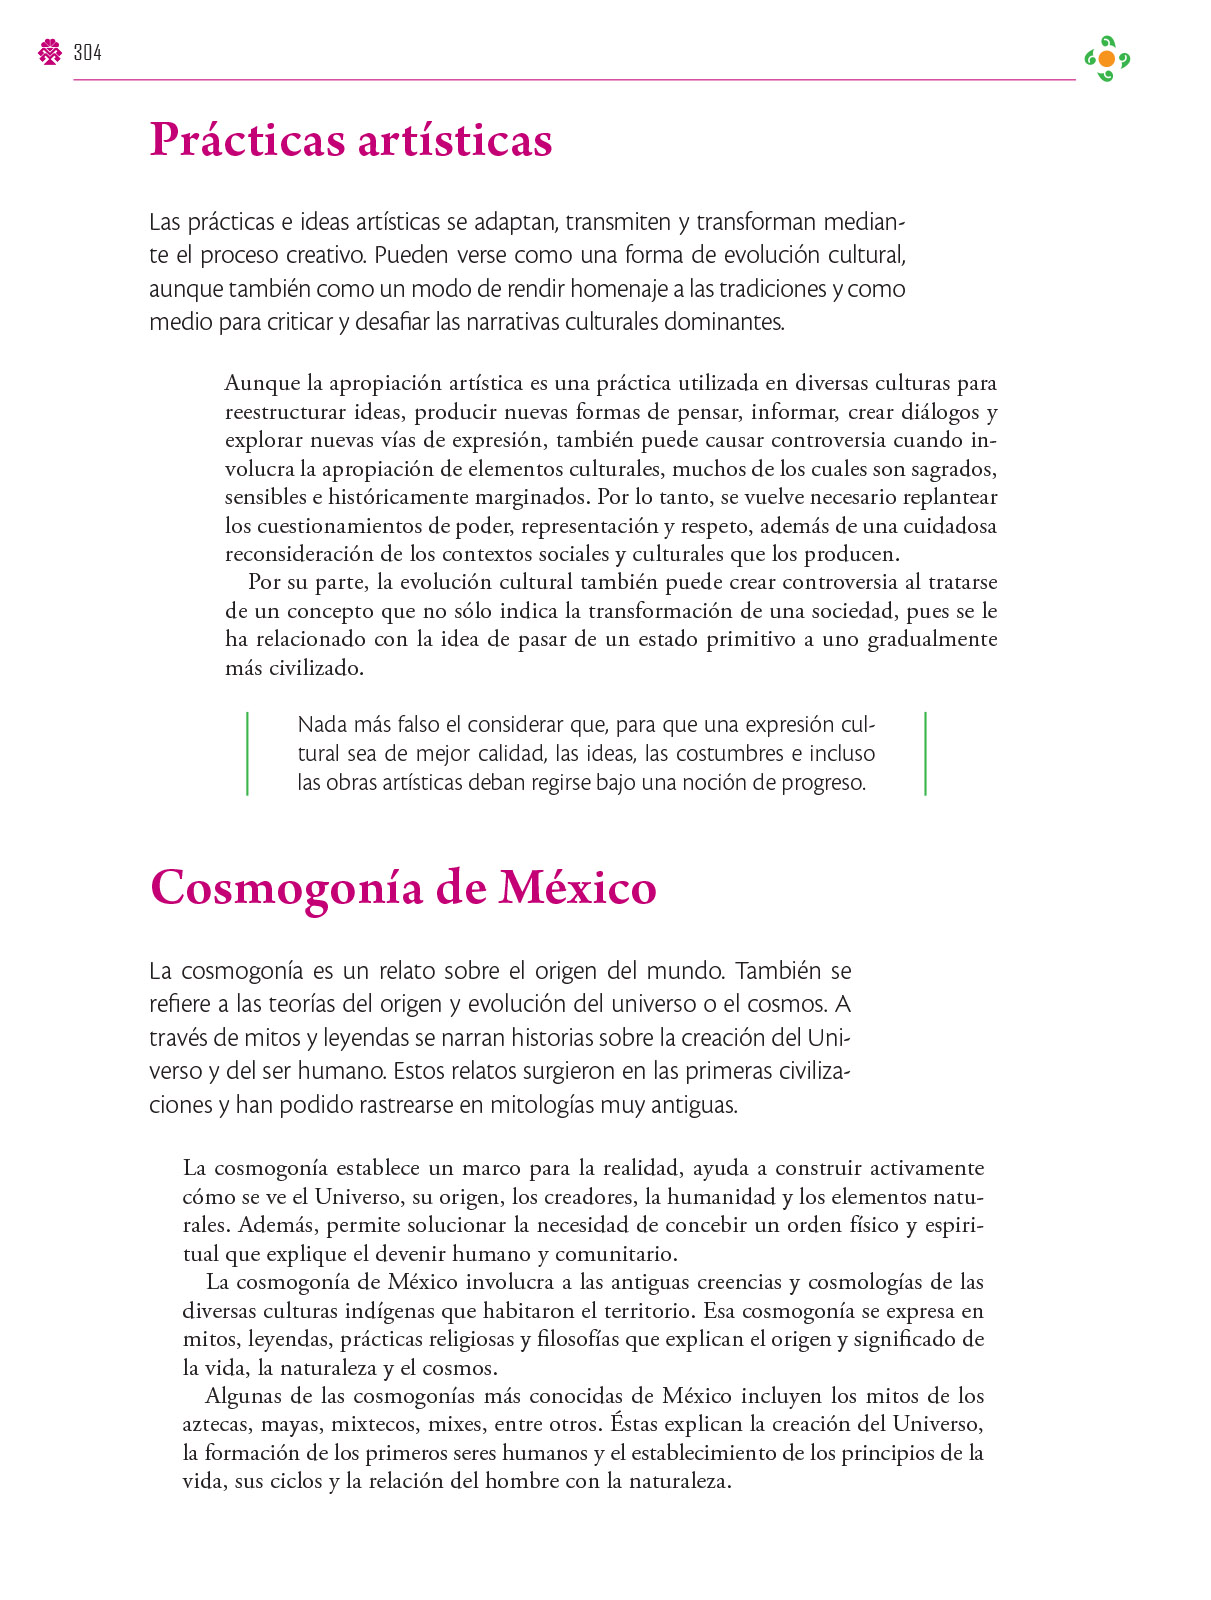 304
Prácticas artísticas
Las prácticas e ideas artísticas se adaptan, transmiten y transforman median-
te el proceso creativo. Pueden verse como una forma de evolución cultural,
aunque también como un modo de rendir homenaje a las tradiciones y como
medio para criticar y desafiar las narrativas culturales dominantes.
Aunque la apropiación artística es una práctica utilizada en diversas culturas para
reestructurar ideas, producir nuevas formas de pensar, informar, crear diálogos y
explorar nuevas vías de expresión, también puede causar controversia cuando in-
volucra la apropiación de elementos culturales, muchos de los cuales son sagrados,
sensibles e históricamente marginados. Por lo tanto, se vuelve necesario replantear
los cuestionamientos de poder, representación y respeto, además de una cuidadosa
reconsideración de los contextos sociales y culturales que los producen.
Por su parte, la evolución cultural también puede crear controversia al tratarse
de un concepto que no sólo indica la transformación de una sociedad, pues se le
ha relacionado con la idea de pasar de un estado primitivo a uno gradualmente
más civilizado.
Nada más falso el considerar que, para que una expresión cul-
tural sea de mejor calidad, las ideas, las costumbres e incluso
las obras artísticas deban regirse bajo una noción de progreso.
Cosmogonía de México
La cosmogonía es un relato sobre el origen del mundo. También se
refiere a las teorías del origen y evolución del universo o el cosmos. A
través de mitos y leyendas se narran historias sobre la creación del Uni-
verso y del ser humano. Estos relatos surgieron en las primeras civiliza-
ciones y han podido rastrearse en mitologías muy antiguas.
La cosmogonía establece un marco para la realidad, ayuda a construir activamente
cómo se ve el Universo, su origen, los creadores, la humanidad y los elementos natu-
rales. Además, permite solucionar la necesidad de concebir un orden físico y espiri-
tual que explique el devenir humano y comunitario.
La cosmogonía de México involucra a las antiguas creencias y cosmologías de las
diversas culturas indígenas que habitaron el territorio. Esa cosmogonía se expresa en
mitos, leyendas, prácticas religiosas y filosofías que explican el origen y significado de
la vida, la naturaleza y el cosmos.
Algunas de las cosmogonías más conocidas de México incluyen los mitos de los
aztecas, mayas, mixtecos, mixes, entre otros. Éstas explican la creación del Universo,
la formación de los primeros seres humanos y el establecimiento de los principios de la
vida, sus ciclos y la relación del hombre con la naturaleza.